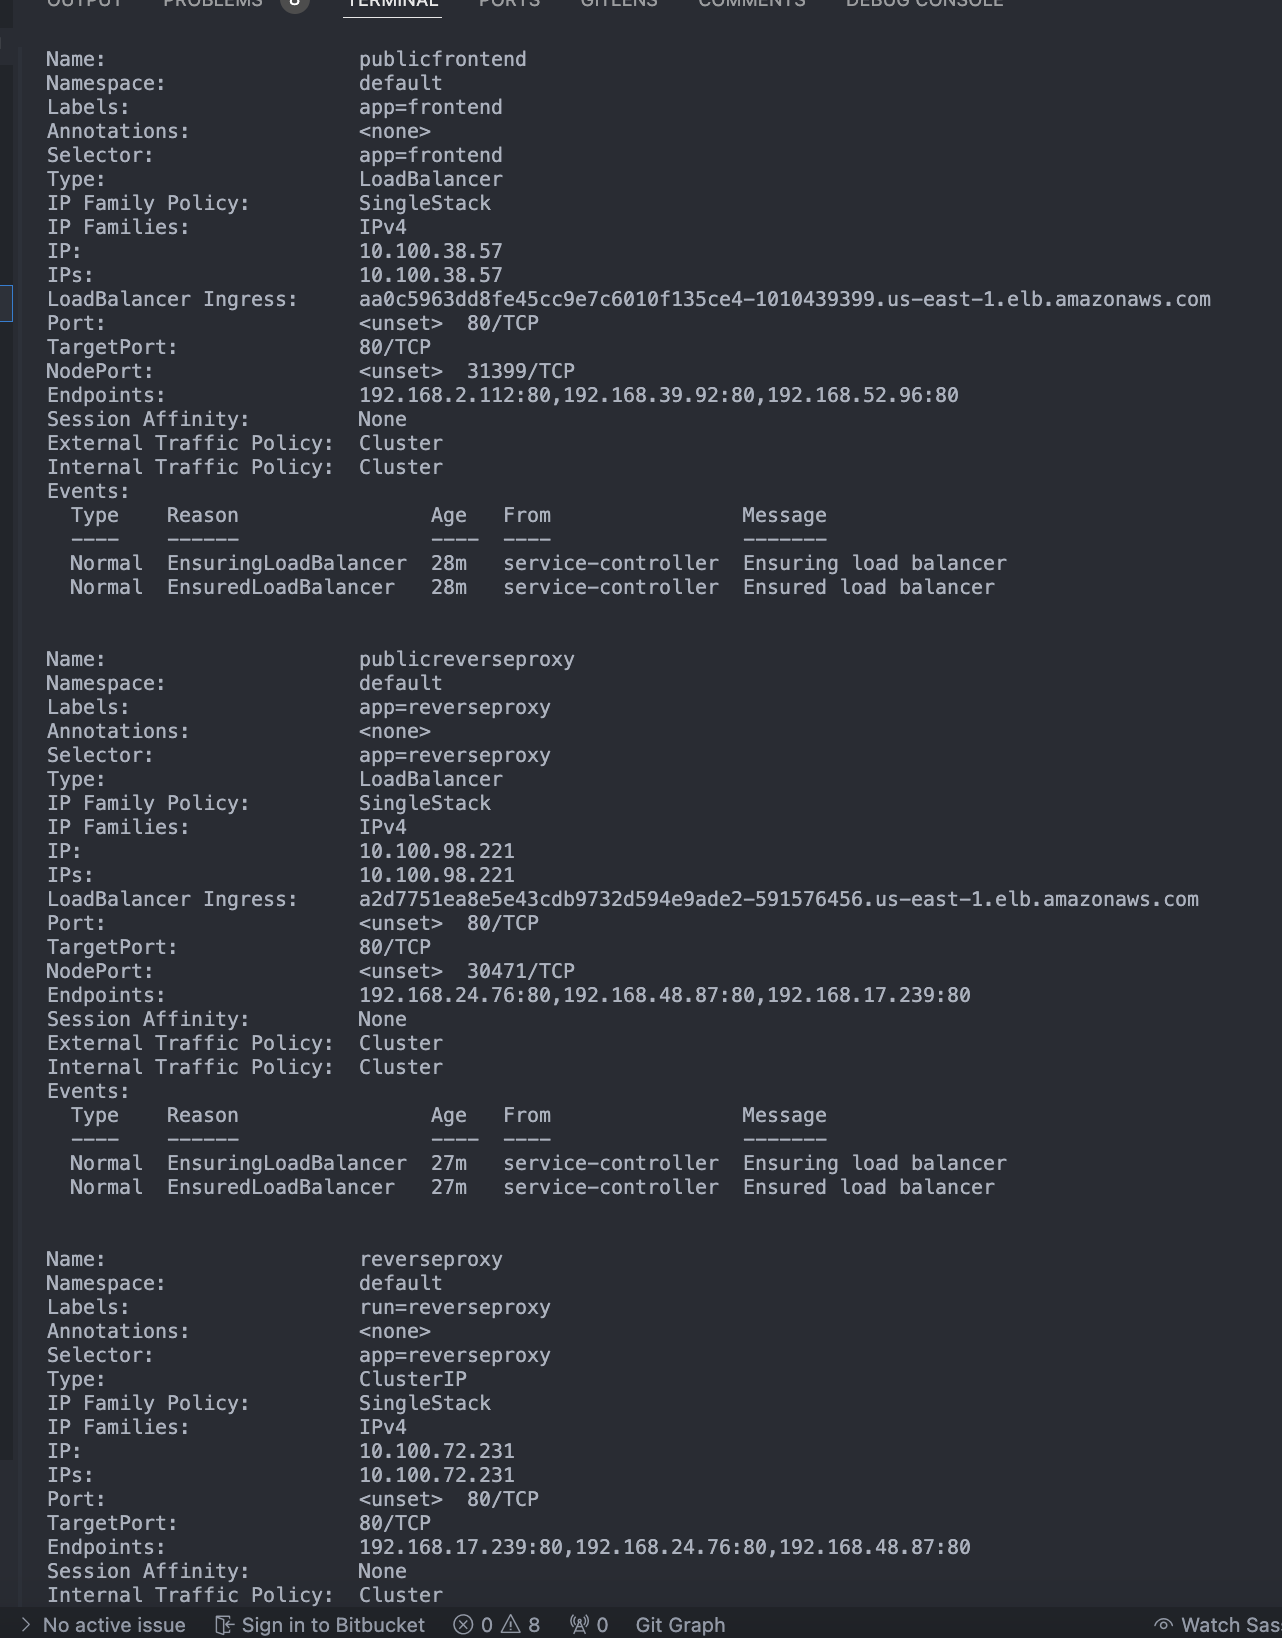 OUTPUT PROBLEMS 8 TERMINAL PORTS GITLENS COMMENTS DEBUG CONSOLE
Name: publicfrontend
Namespace: default
Labels: app=frontend
Annotations: <none>
Selector: app=frontend
Type: LoadBalancer
IP Family Policy: SingleStack
IP Families: IPv4
IP: 10.100.38.57
IPs: 10.100.38.57
LoadBalancer Ingress: aa0c5963dd8fe45cc9e7c6010f135ce4-1010439399.us-east-1.elb.amazonaws.com
Port: <unset> 80/TCP
TargetPort: 80/TCP
NodePort: <unset> 31399/TCP
Endpoints: 192.168.2.112:80,192.168.39.92:80,192.168.52.96:80
Session Affinity: None
External Traffic Policy: Cluster
Internal Traffic Policy: Cluster
Events:
Type Reason Age From Message
---- ------ ---- ---- -------
Normal EnsuringLoadBalancer 28m service-controller Ensuring load balancer
Normal EnsuredLoadBalancer 28m service-controller Ensured load balancer
Name: publicreverseproxy
Namespace: default
Labels: app=reverseproxy
Annotations: <none>
Selector: app=reverseproxy
Type: LoadBalancer
IP Family Policy: SingleStack
IP Families: IPv4
IP: 10.100.98.221
IPs: 10.100.98.221
LoadBalancer Ingress: a2d7751ea8e5e43cdb9732d594e9ade2-591576456.us-east-1.elb.amazonaws.com
Port: <unset> 80/TCP
TargetPort: 80/TCP
NodePort: <unset> 30471/TCP
Endpoints: 192.168.24.76:80,192.168.48.87:80,192.168.17.239:80
Session Affinity: None
External Traffic Policy: Cluster
Internal Traffic Policy: Cluster
Events:
Type Reason Age From Message
---- ------ ---- ---- -------
Normal EnsuringLoadBalancer 27m service-controller Ensuring load balancer
Normal EnsuredLoadBalancer 27m service-controller Ensured load balancer
Name: reverseproxy
Namespace: default
Labels: run=reverseproxy
Annotations: <none>
Selector: app=reverseproxy
Type: ClusterIP
IP Family Policy: SingleStack
IP Families: IPv4
IP: 10.100.72.231
IPs: 10.100.72.231
Port: <unset> 80/TCP
TargetPort: 80/TCP
Endpoints: 192.168.17.239:80,192.168.24.76:80,192.168.48.87:80
Session Affinity: None
Internal Traffic Policy: Cluster
No active issue Sign in to Bitbucket 0 8 0 Git Graph Watch Sas